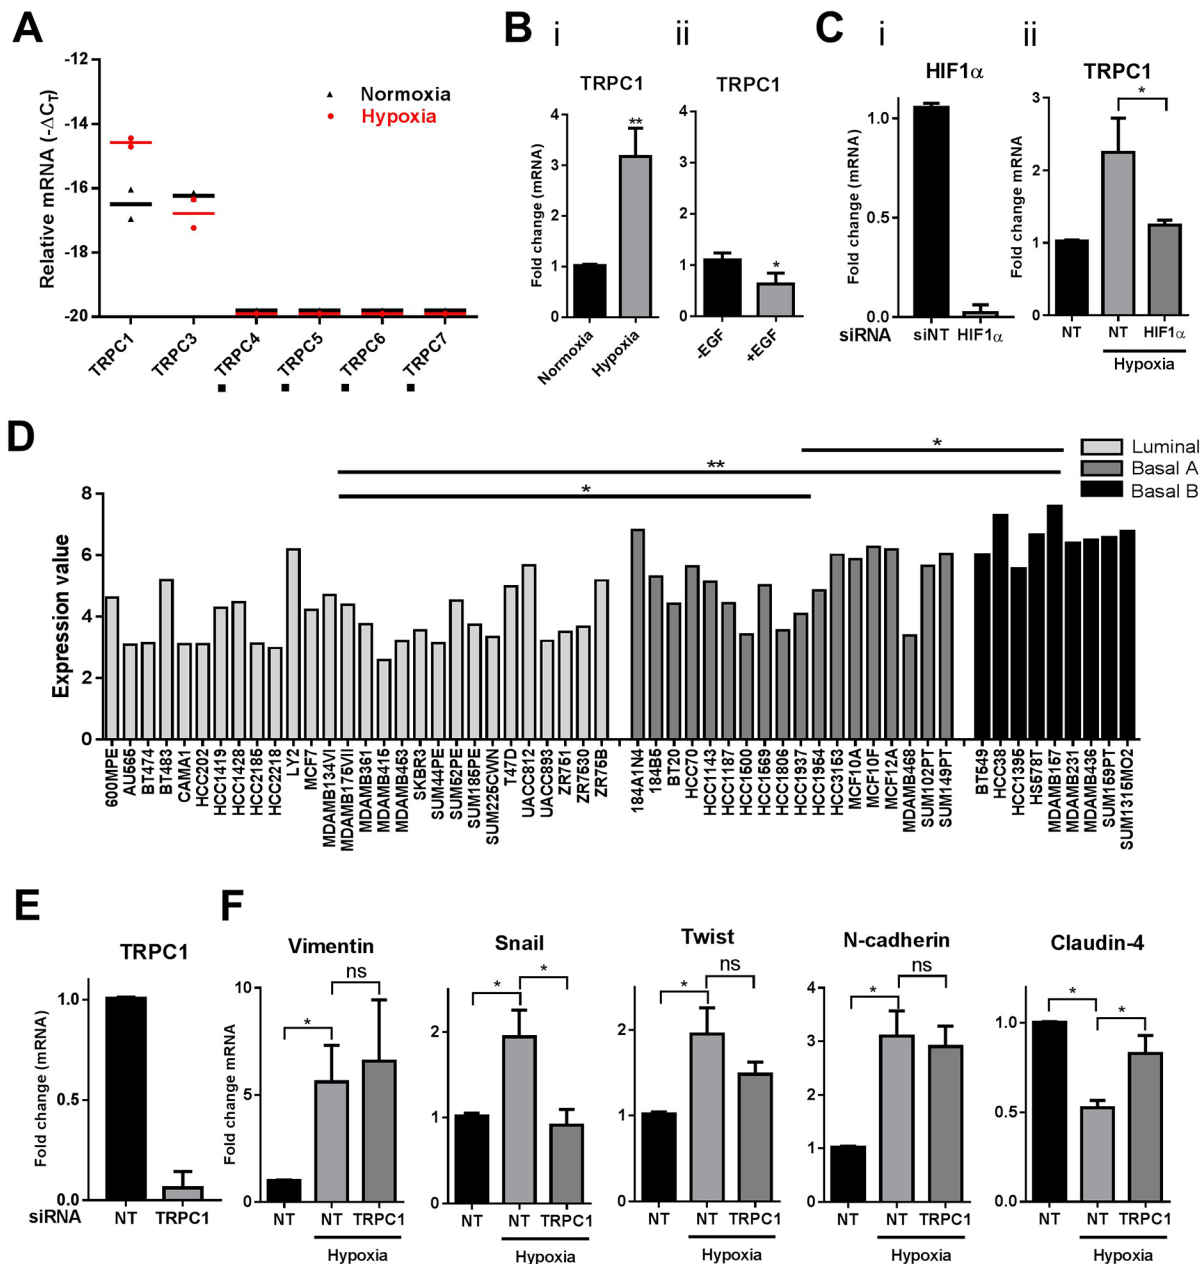 A
Relative mRNA (-ΔCT)
-12
-14
-16
-18
-20
Normoxia
Hypoxia
TRPC1
TRPC3
TRPC4
TRPC5
TRPC6
TRPC7
B
i
TRPC1
Fold change (mRNA)
4
3
2
1
0
**
Normoxia
Hypoxia
ii
TRPC1
Fold change (mRNA)
4
3
2
1
0
*
-EGF
+EGF
C
i
HIF1α
Fold change (mRNA)
1.0
0.5
0.0
siRNA
siNT
HIF1α
ii
TRPC1
Fold change mRNA
3
2
1
0
*
NT
NT
HIF1α
Hypoxia
D
Expression value
8
6
4
2
0
*
**
*
Luminal
Basal A
Basal B
600MPE
AU565
BT474
BT483
CAMA1
HCC202
HCC1419
HCC1428
HCC2185
HCC2218
LY2
MCF7
MDAMB134VI
MDAMB175VII
MDAMB361
MDAMB415
MDAMB453
SKBR3
SUM44PE
SUM52PE
SUM185PE
SUM225CWN
T47D
UACC812
UACC893
ZR751
ZR7530
ZR75B
184A1N4
184B5
BT20
HCC70
HCC1143
HCC1187
HCC1500
HCC1569
HCC1806
HCC1937
HCC1954
HCC3153
MCF10A
MCF10F
MCF12A
MDAMB468
SUM102PT
SUM149PT
BT549
HCC38
HCC1395
HS578T
MDAMB157
MDAMB231
MDAMB436
SUM159PT
SUM1315MO2
E
TRPC1
Fold change (mRNA)
1.0
0.5
0.0
siRNA
NT
TRPC1
F
Vimentin
Fold change mRNA
10
5
0
*
ns
NT
NT
TRPC1
Hypoxia
Snail
2
1
0
*
*
NT
NT
TRPC1
Hypoxia
Twist
2
1
0
*
ns
NT
NT
TRPC1
Hypoxia
N-cadherin
4
3
2
1
0
*
ns
NT
NT
TRPC1
Hypoxia
Claudin-4
1.0
0.5
0.0
*
*
NT
NT
TRPC1
Hypoxia